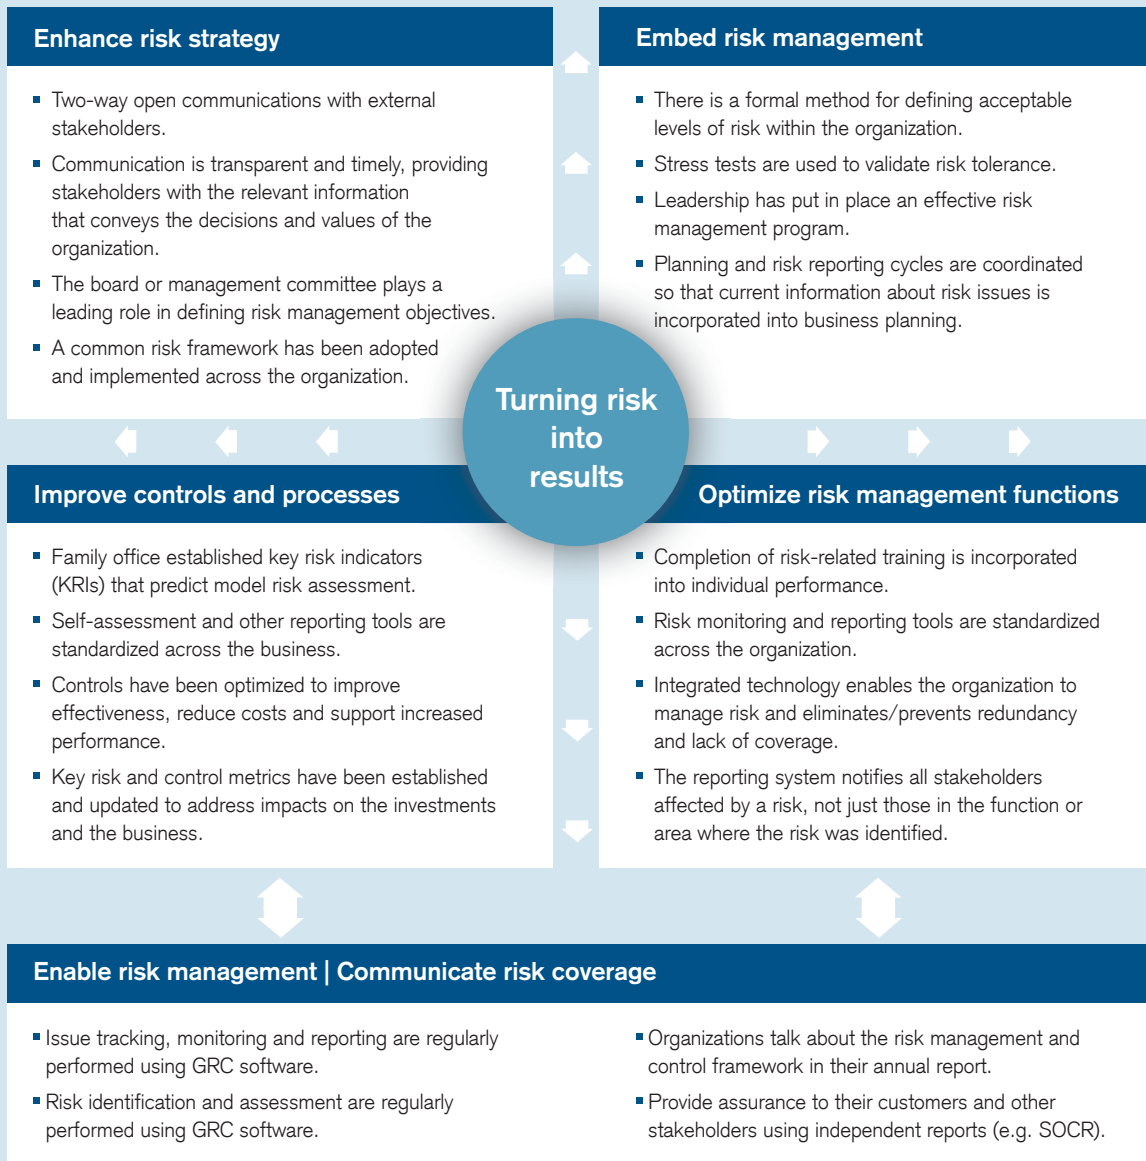 Enhance risk strategy
Two-way open communications with external
stakeholders.
Communication is transparent and timely, providing
stakeholders with the relevant information
that conveys the decisions and values of the
organization.
The board or management committee plays a
leading role in defining risk management objectives.
A common risk framework has been adopted
and implemented across the organization.
Embed risk management
There is a formal method for defining acceptable
levels of risk within the organization.
Stress tests are used to validate risk tolerance.
Leadership has put in place an effective risk
management program.
Planning and risk reporting cycles are coordinated
so that current information about risk issues is
incorporated into business planning.
Turning risk
into
results
Improve controls and processes
Family office established key risk indicators
(KRIs) that predict model risk assessment.
Self-assessment and other reporting tools are
standardized across the business.
Controls have been optimized to improve
effectiveness, reduce costs and support increased
performance.
Key risk and control metrics have been established
and updated to address impacts on the investments
and the business.
Optimize risk management functions
Completion of risk-related training is incorporated
into individual performance.
Risk monitoring and reporting tools are standardized
across the organization.
Integrated technology enables the organization to
manage risk and eliminates/prevents redundancy
and lack of coverage.
The reporting system notifies all stakeholders
affected by a risk, not just those in the function or
area where the risk was identified.
Enable risk management | Communicate risk coverage
Issue tracking, monitoring and reporting are regularly
performed using GRC software.
Risk identification and assessment are regularly
performed using GRC software.
Organizations talk about the risk management and
control framework in their annual report.
Provide assurance to their customers and other
stakeholders using independent reports (e.g. SOCR).